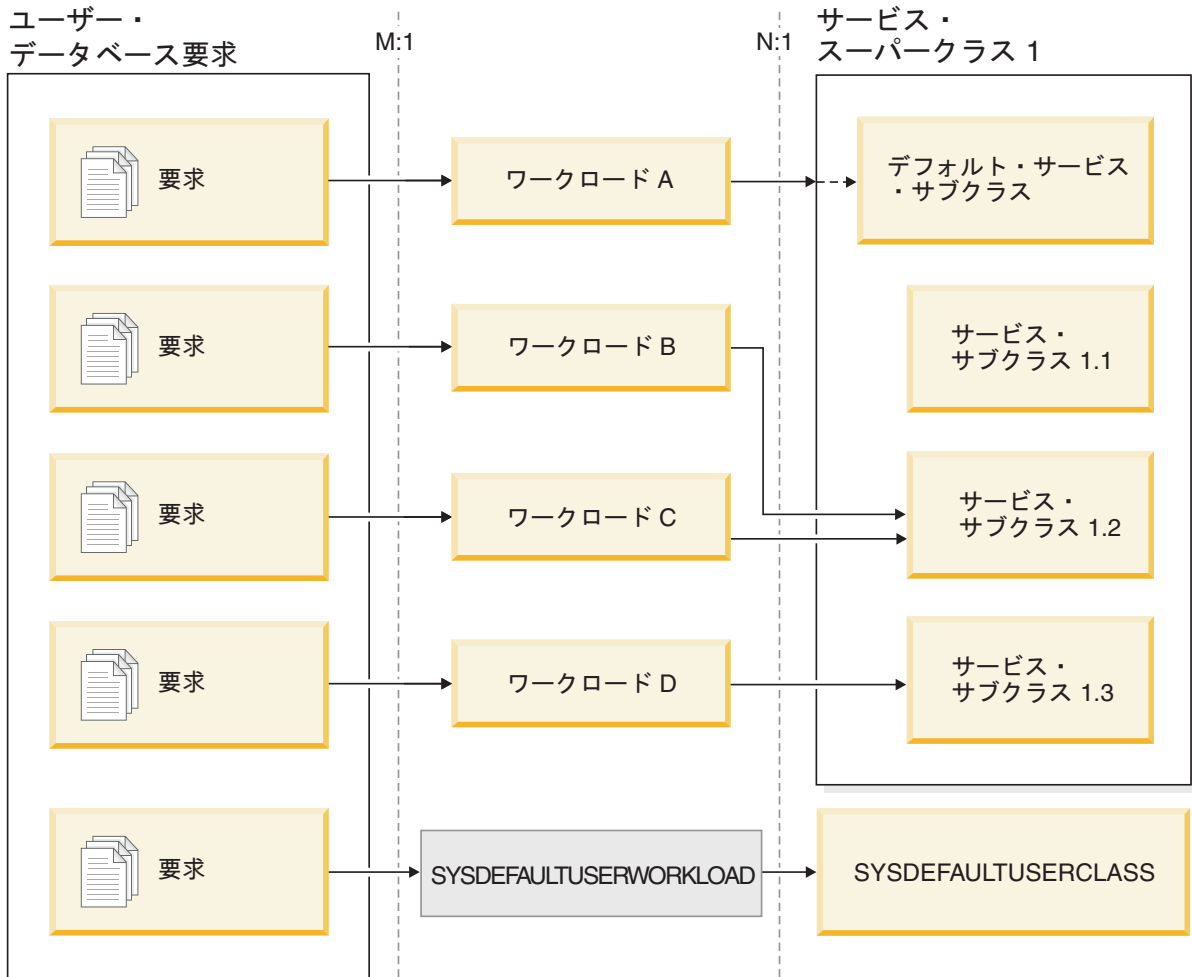 ユーザー・
データベース要求
M:1
N:1
サービス・
スーパークラス 1
要求
ワークロード A
デフォルト・サービス
・サブクラス
要求
ワークロード B
サービス・
サブクラス 1.1
要求
ワークロード C
サービス・
サブクラス 1.2
要求
ワークロード D
サービス・
サブクラス 1.3
要求
SYSDEFAULTUSERWORKLOAD
SYSDEFAULTUSERCLASS